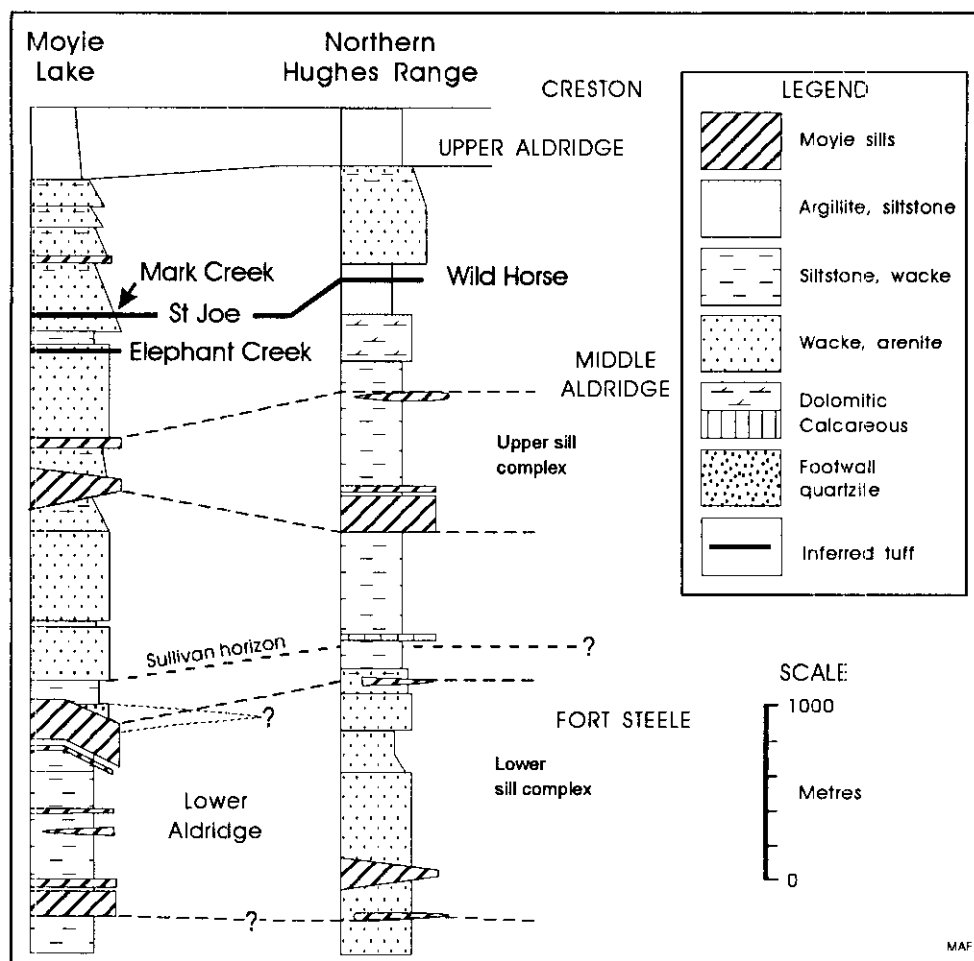 Moyie
Lake
Northern
Hughes Range
CRESTON
UPPER ALDRIDGE
Mark Creek
St Joe
Elephant Creek
Wild Horse
MIDDLE
ALDRIDGE
Upper sill
complex
Sullivan horizon
?
?
FORT STEELE
Lower
sill complex
Lower
Aldridge
?
LEGEND
Moyie sills
Argillite, siltstone
Siltstone, wacke
Wacke, arenite
Dolomitic
Calcareous
Footwall
quartzite
Inferred tuff
SCALE
1000
Metres
0
MAF